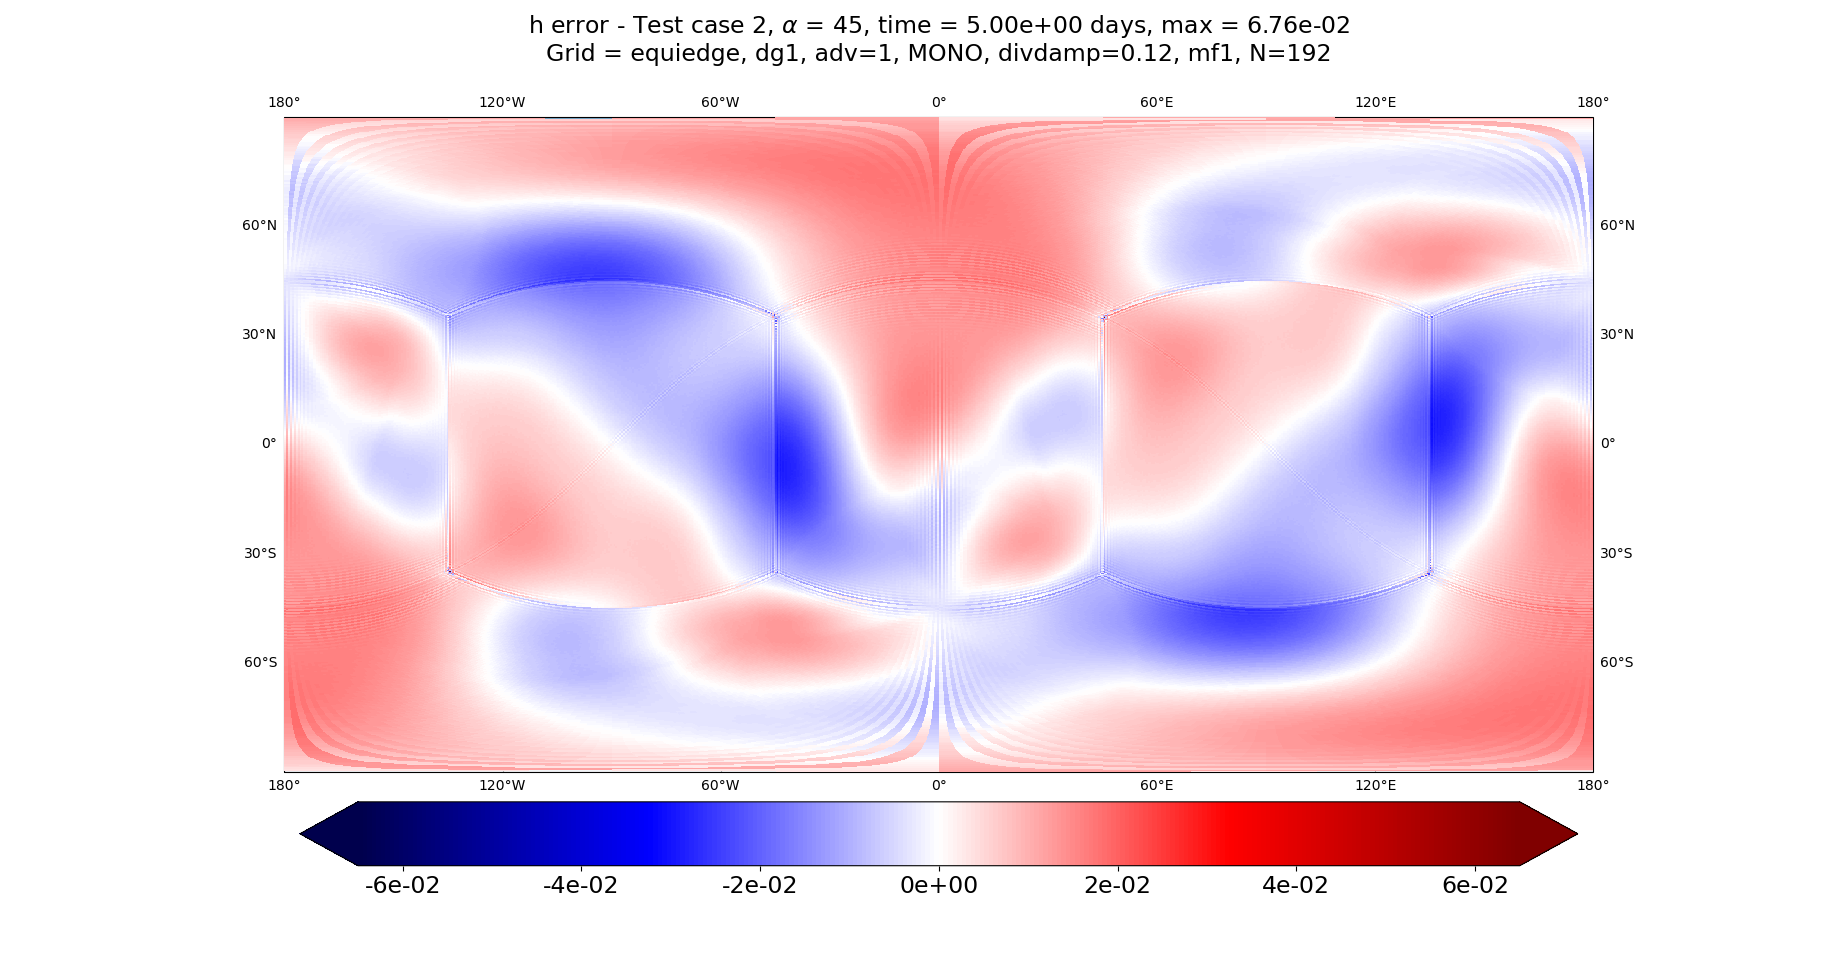 h error - Test case 2, α = 45, time = 5.00e+00 days, max = 6.76e-02
Grid = equiedge, dg1, adv=1, MONO, divdamp=0.12, mf1, N=192
180° 120°W 60°W 0° 60°E 120°E 180°
60°N 60°N
30°N 30°N
0° 0°
30°S 30°S
60°S 60°S
180° 120°W 60°W 0° 60°E 120°E 180°
-6e-02 -4e-02 -2e-02 0e+00 2e-02 4e-02 6e-02